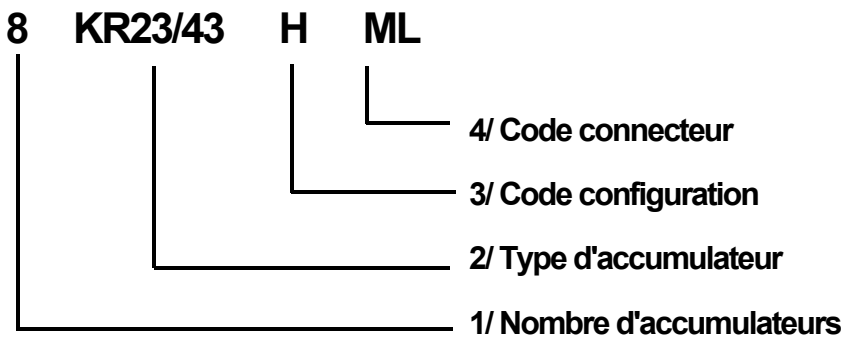 8 KR23/43 H ML
4/ Code connecteur
3/ Code configuration
2/ Type d'accumulateur
1/ Nombre d'accumulateurs